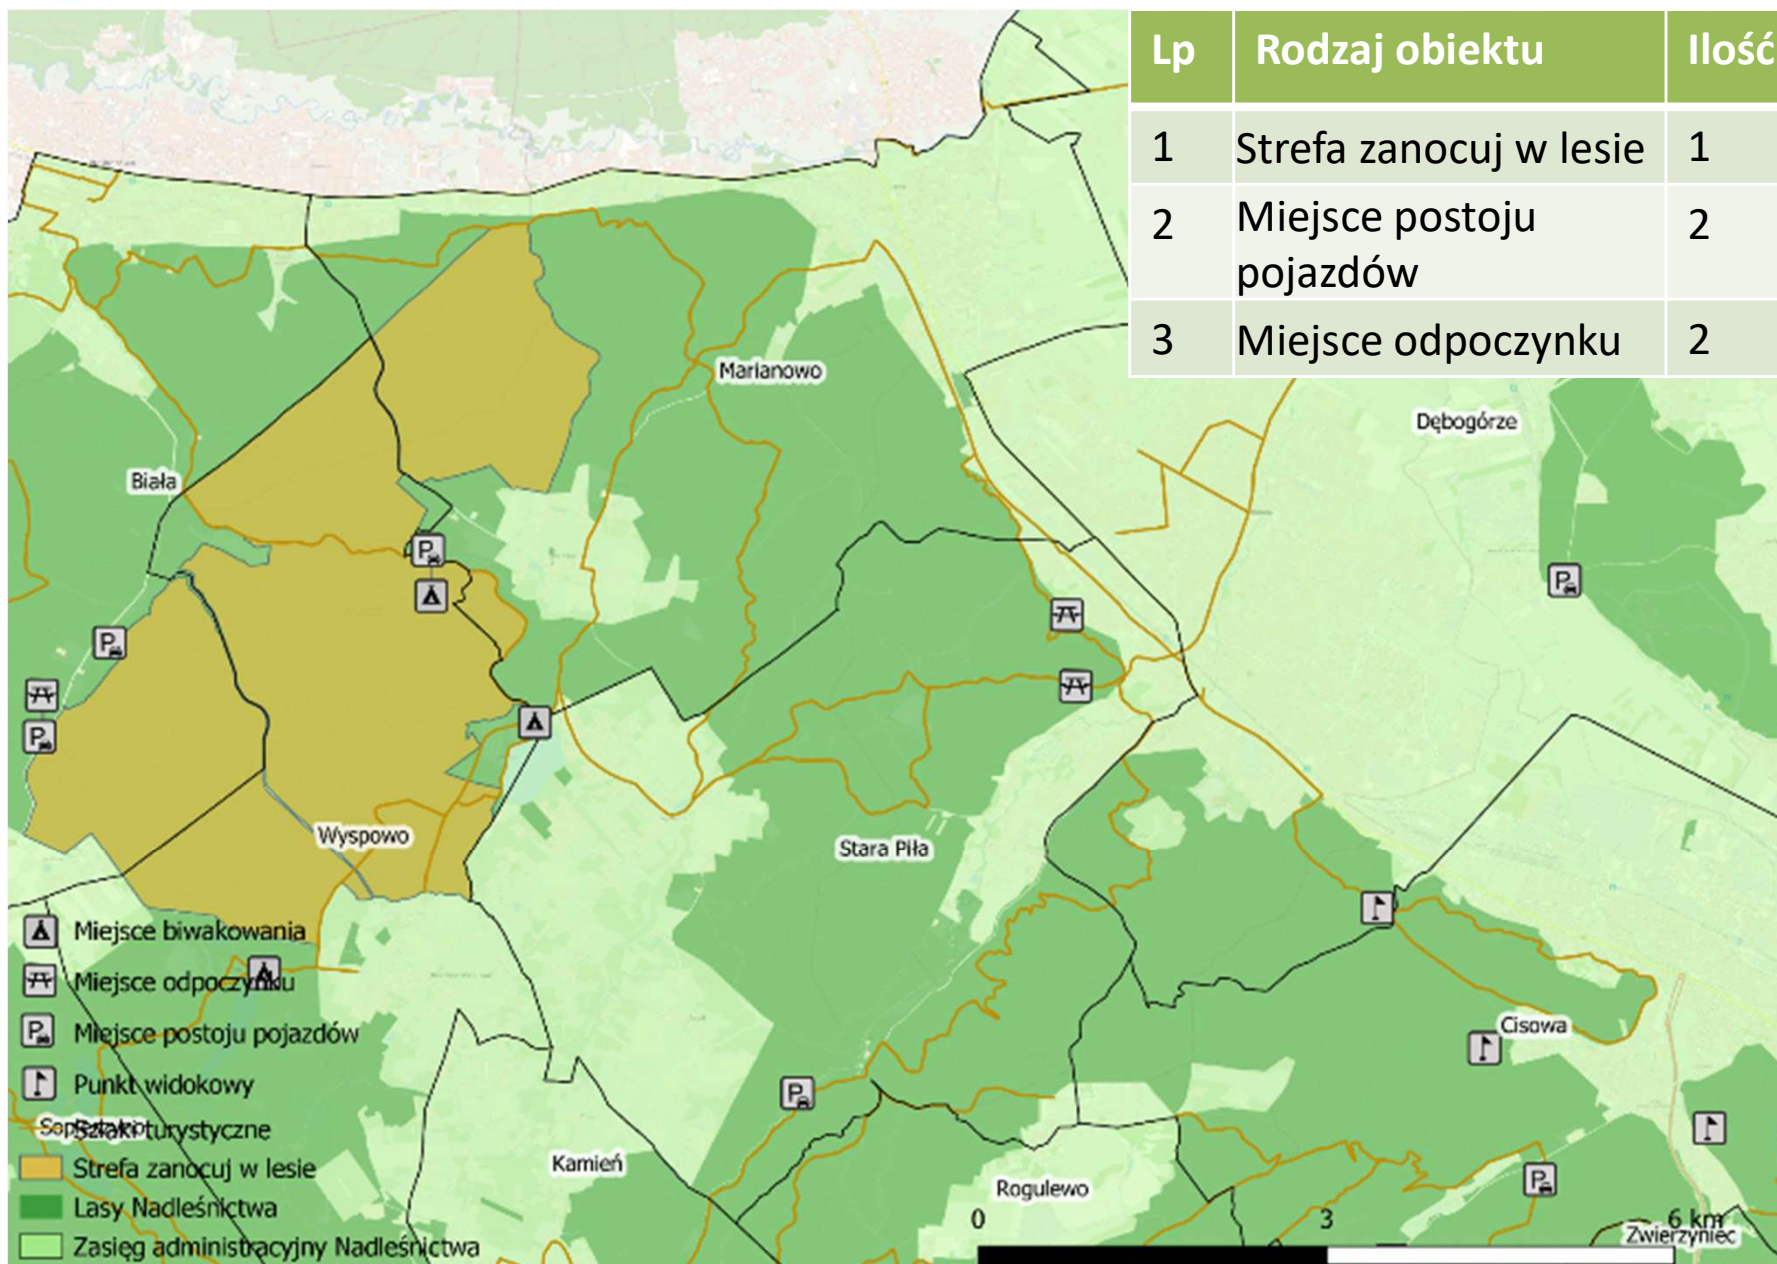 Lp Rodzaj obiektu Ilość
1 Strefa zanocuj w lesie 1
2 Miejsce postoju pojazdów 2
3 Miejsce odpoczynku 2
Marianowo
Dębogórze
Biała
Wyspowo
Stara Piła
Cisowa
Kamień
Rogulewo
Zwierzyniec
Miejsce biwakowania
Miejsce odpoczynku
Miejsce postoju pojazdów
Punkt widokowy
Szlaki turystyczne
Strefa zanocuj w lesie
Lasy Nadleśnictwa
Zasięg administracyjny Nadleśnictwa
0 3 6 km